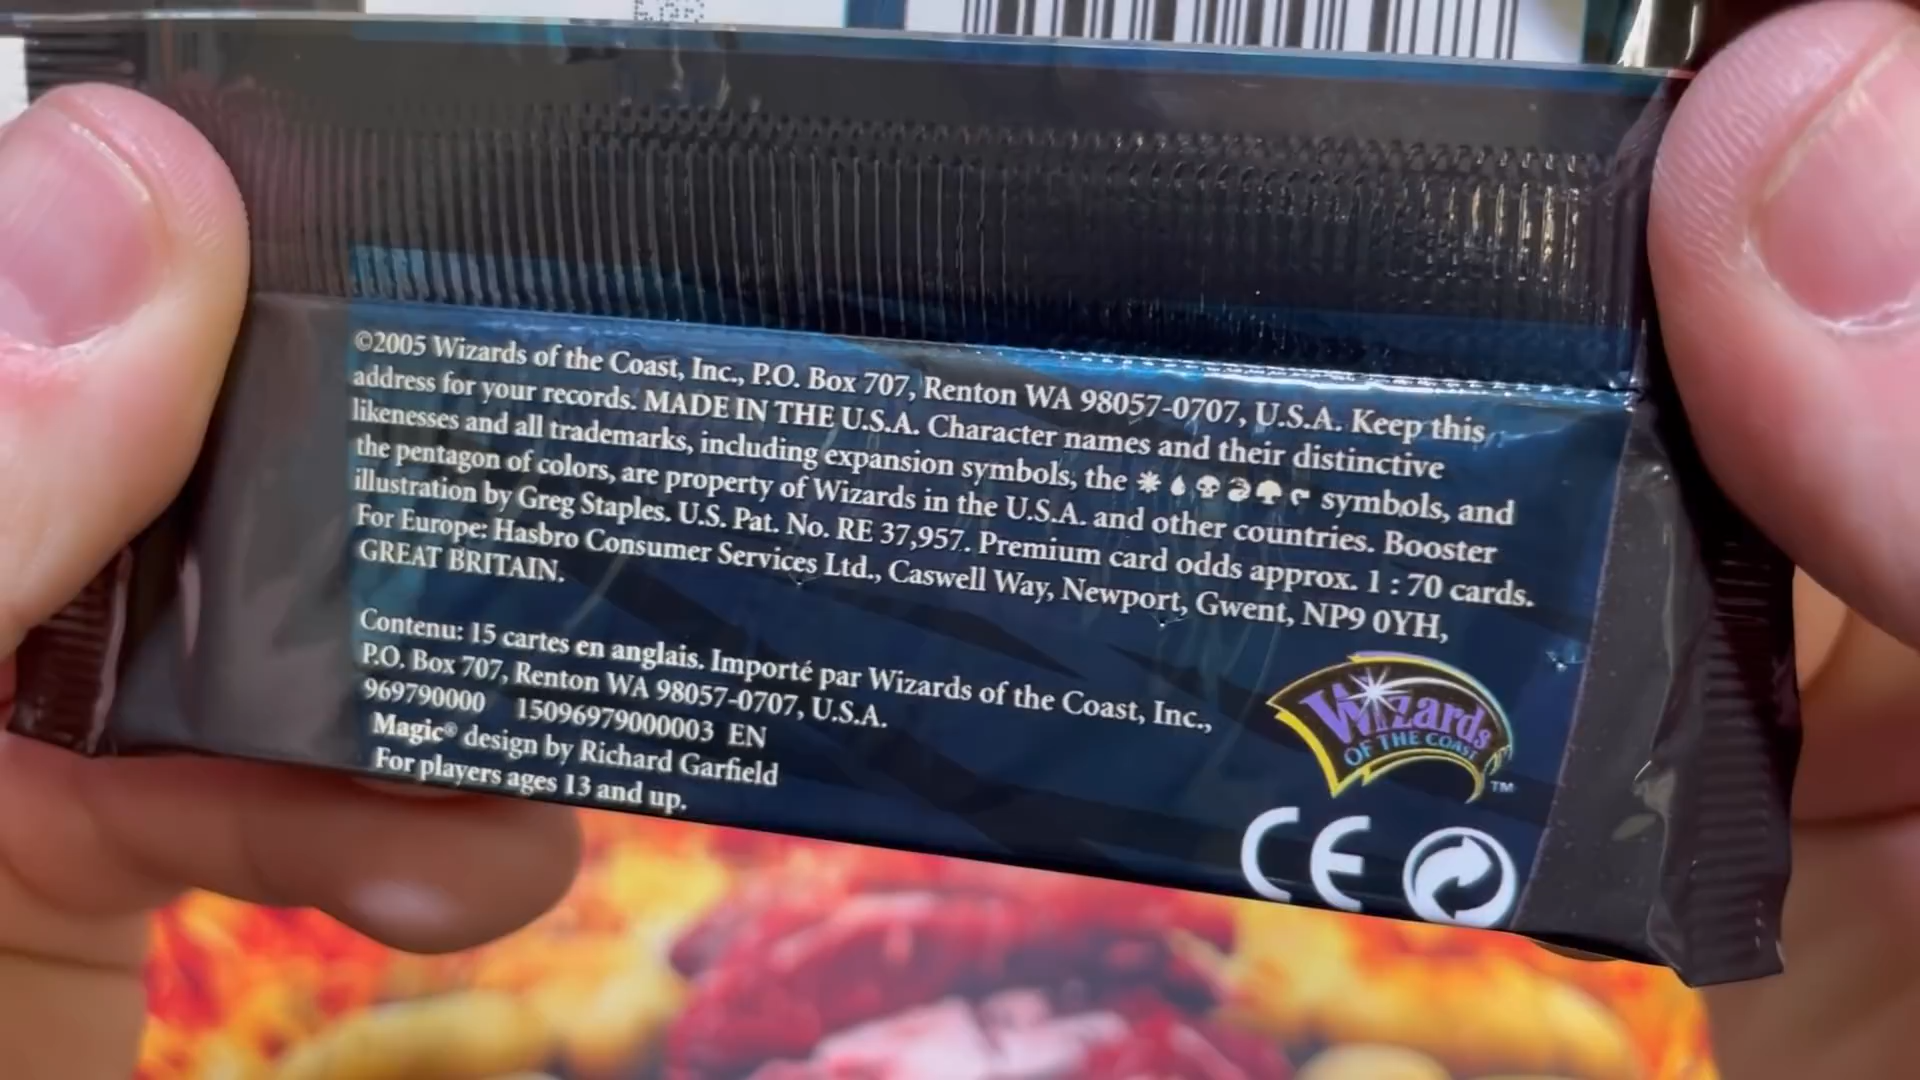 ©2005 Wizards of the Coast, Inc., P.O. Box 707, Renton WA 98057-0707, U.S.A. Keep this
address for your records. MADE IN THE U.S.A. Character names and their distinctive
likenesses and all trademarks, including expansion symbols, the symbols, and
the pentagon of colors, are property of Wizards in the U.S.A. and other countries. Booster
illustration by Greg Staples. U.S. Pat. No. RE 37,957. Premium card odds approx. 1 : 70 cards.
For Europe: Hasbro Consumer Services Ltd., Caswell Way, Newport, Gwent, NP9 0YH,
GREAT BRITAIN.
Contenu: 15 cartes en anglais. Importé par Wizards of the Coast, Inc.,
P.O. Box 707, Renton WA 98057-0707, U.S.A.
969790000 15096979000003 EN
Magic® design by Richard Garfield
For players ages 13 and up.
Wizards
OF THE COAST
TM
CE